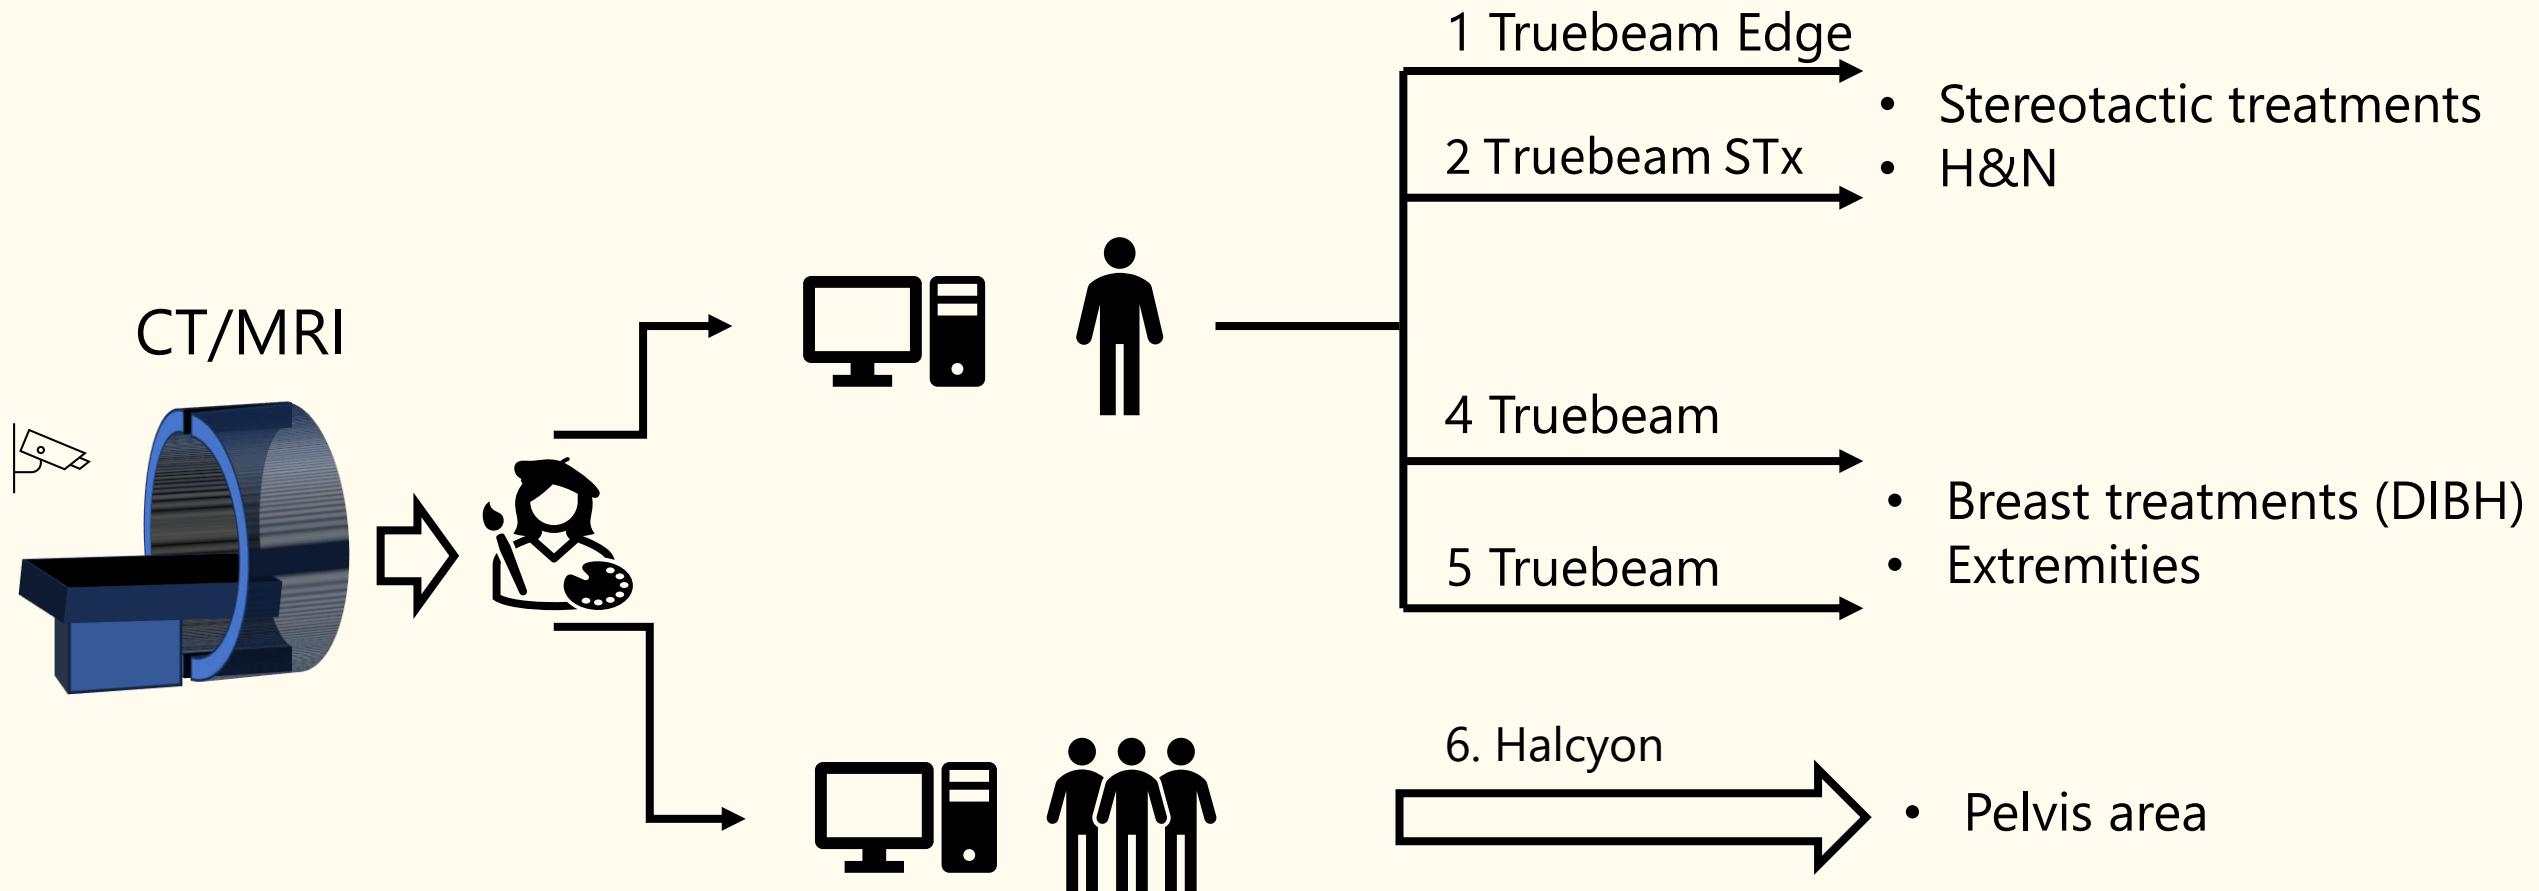 1 Truebeam Edge
• Stereotactic treatments
2 Truebeam STx
• H&N
CT/MRI
4 Truebeam
• Breast treatments (DIBH)
5 Truebeam
• Extremities
6. Halcyon
• Pelvis area